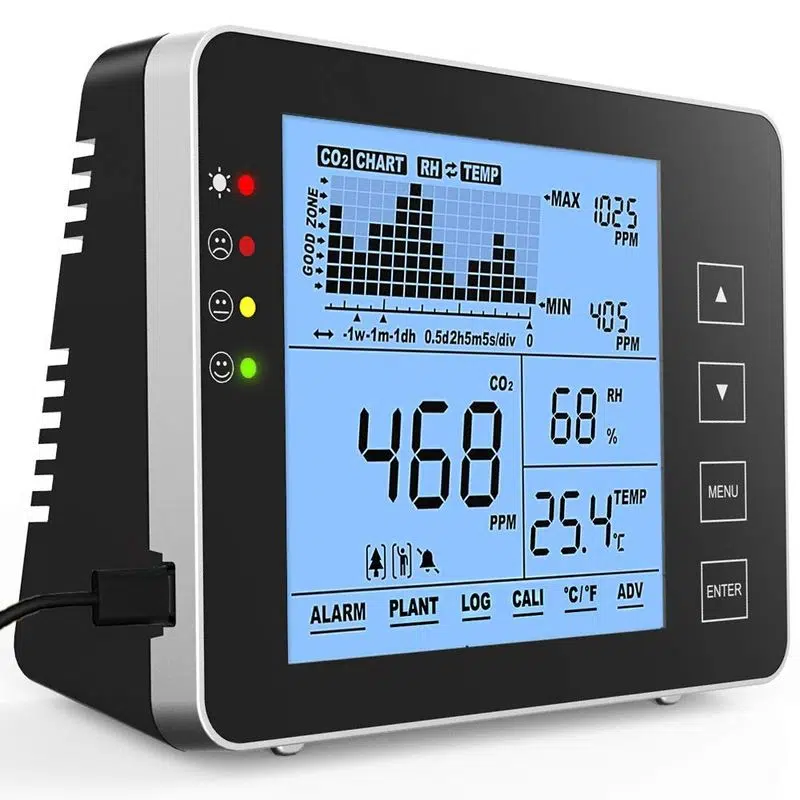 CO₂ CHART RH ⇄ TEMP
GOOD ZONE
MAX 1025
PPM
MIN 405
PPM
↔ -1w-1m-1dh 0.5d2h5m5s/div 0
CO₂
468
PPM
68 RH
%
25.4 TEMP
°C
ALARM PLANT LOG CALI °C/°F ADV
▲
▼
MENU
ENTER